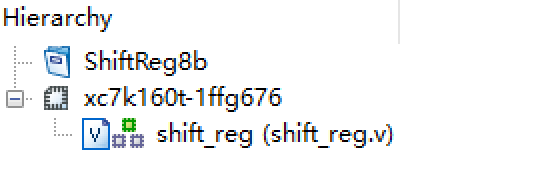 Hierarchy
ShiftReg8b
xc7k160t-1ffg676
V shift_reg (shift_reg.v)